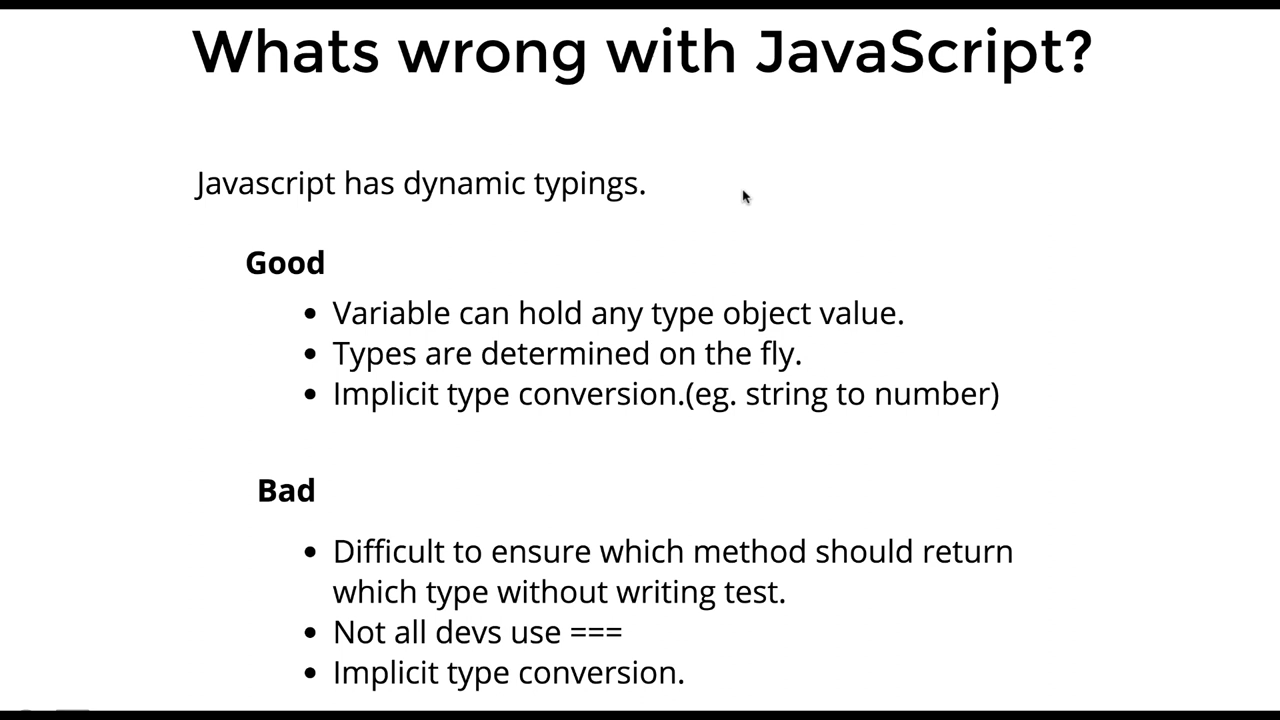 Whats wrong with JavaScript?
Javascript has dynamic typings.
Good
• Variable can hold any type object value.
• Types are determined on the fly.
• Implicit type conversion.(eg. string to number)
Bad
• Difficult to ensure which method should return
which type without writing test.
• Not all devs use ===
• Implicit type conversion.